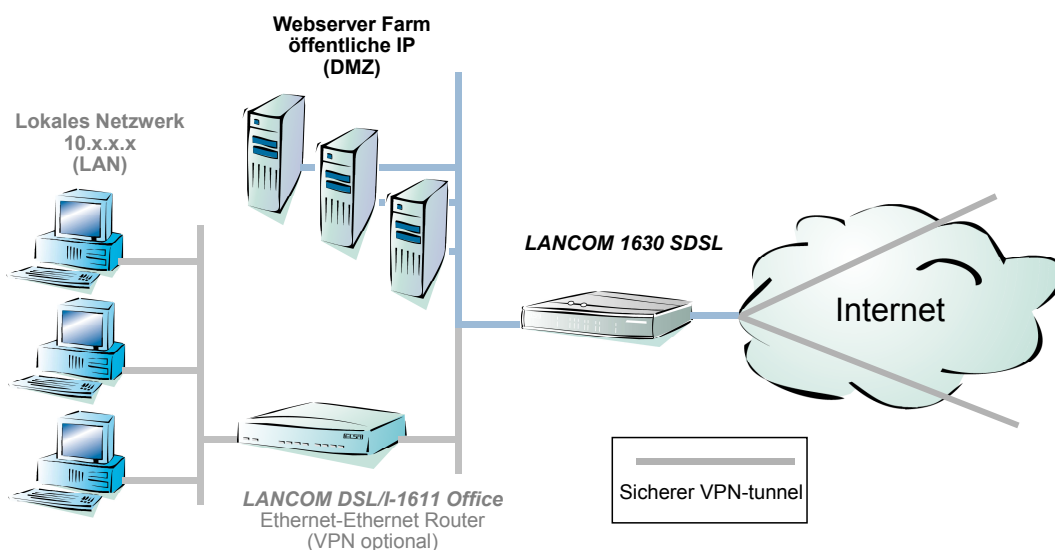 Webserver Farm
öffentliche IP
(DMZ)
Lokales Netzwerk
10.x.x.x
(LAN)
LANCOM 1630 SDSL
Internet
ELSA
LANCOM DSL/I-1611 Office
Ethernet-Ethernet Router
(VPN optional)
Sicherer VPN-tunnel